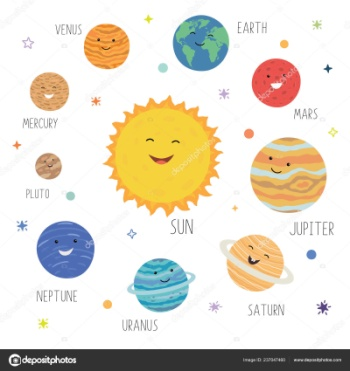 VENUS
EARTH
MERCURY
MARS
PLUTO
SUN
JUPITER
NEPTUNE
URANUS
SATURN
depositphotos